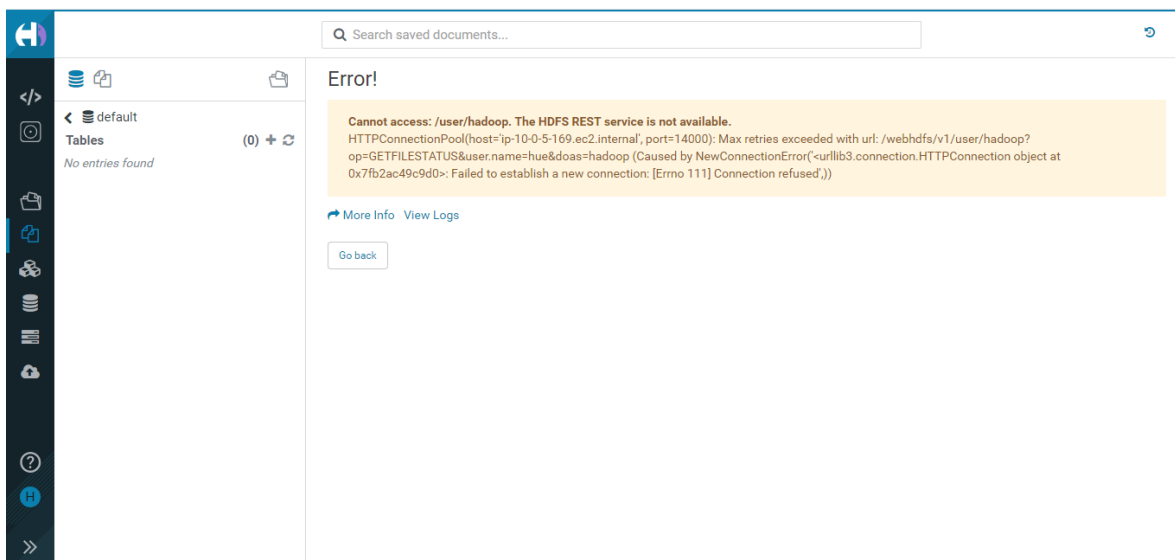 Search saved documents...
default
Tables (0)
No entries found
Error!
Cannot access: /user/hadoop. The HDFS REST service is not available.
HTTPConnectionPool(host='ip-10-0-5-169.ec2.internal', port=14000): Max retries exceeded with url: /webhdfs/v1/user/hadoop?
op=GETFILESTATUS&user.name=hue&doas=hadoop (Caused by NewConnectionError('<urllib3.connection.HTTPConnection object at
0x7fb2ac49c9d0>: Failed to establish a new connection: [Errno 111] Connection refused',))
More Info View Logs
Go back
H